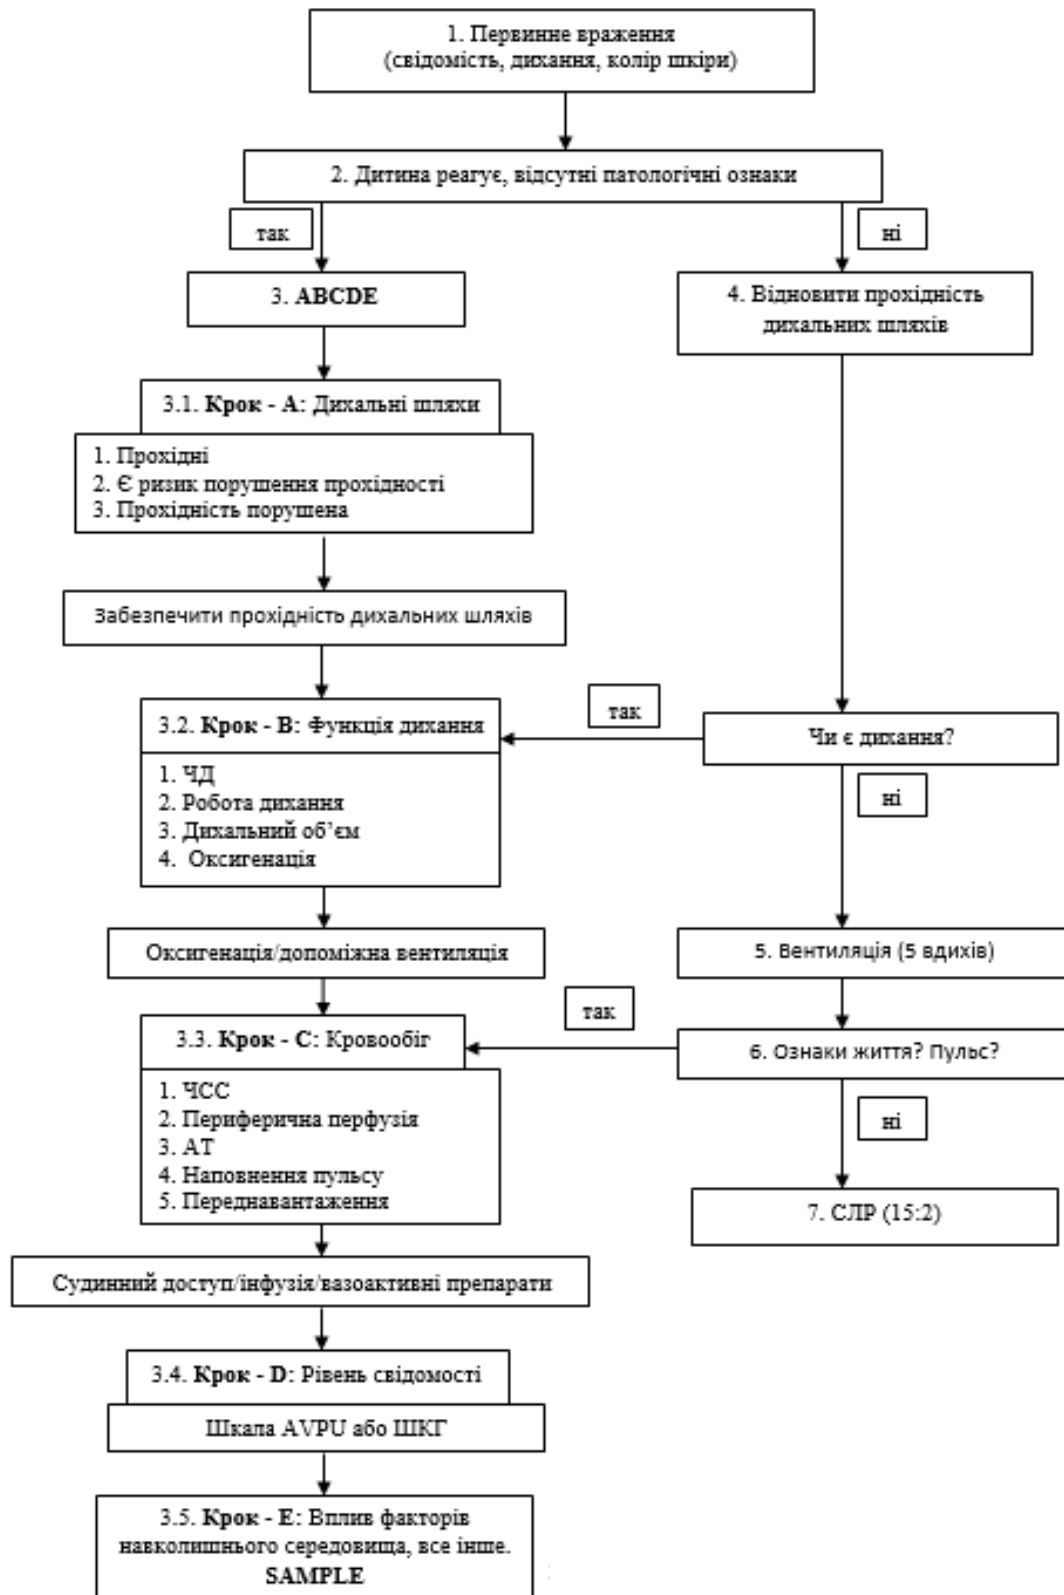 1. Первинне враження
(свідомість, дихання, колір шкіри)
2. Дитина реагує, відсутні патологічні ознаки
так
ні
3. ABCDE
4. Відновити прохідність
дихальних шляхів
3.1. Крок - A: Дихальні шляхи
1. Прохідні
2. Є ризик порушення прохідності
3. Прохідність порушена
Забезпечити прохідність дихальних шляхів
3.2. Крок - B: Функція дихання
так
Чи є дихання?
1. ЧД
2. Робота дихання
3. Дихальний об’єм
4. Оксигенація
ні
Оксигенація/допоміжна вентиляція
5. Вентиляція (5 вдихів)
3.3. Крок - C: Кровообіг
так
6. Ознаки життя? Пульс?
1. ЧСС
2. Периферична перфузія
3. АТ
4. Наповнення пульсу
5. Переднавантаження
ні
7. СЛР (15:2)
Судинний доступ/інфузія/вазоактивні препарати
3.4. Крок - D: Рівень свідомості
Шкала AVPU або ШКГ
3.5. Крок - E: Вплив факторів
навколишнього середовища, все інше.
SAMPLE